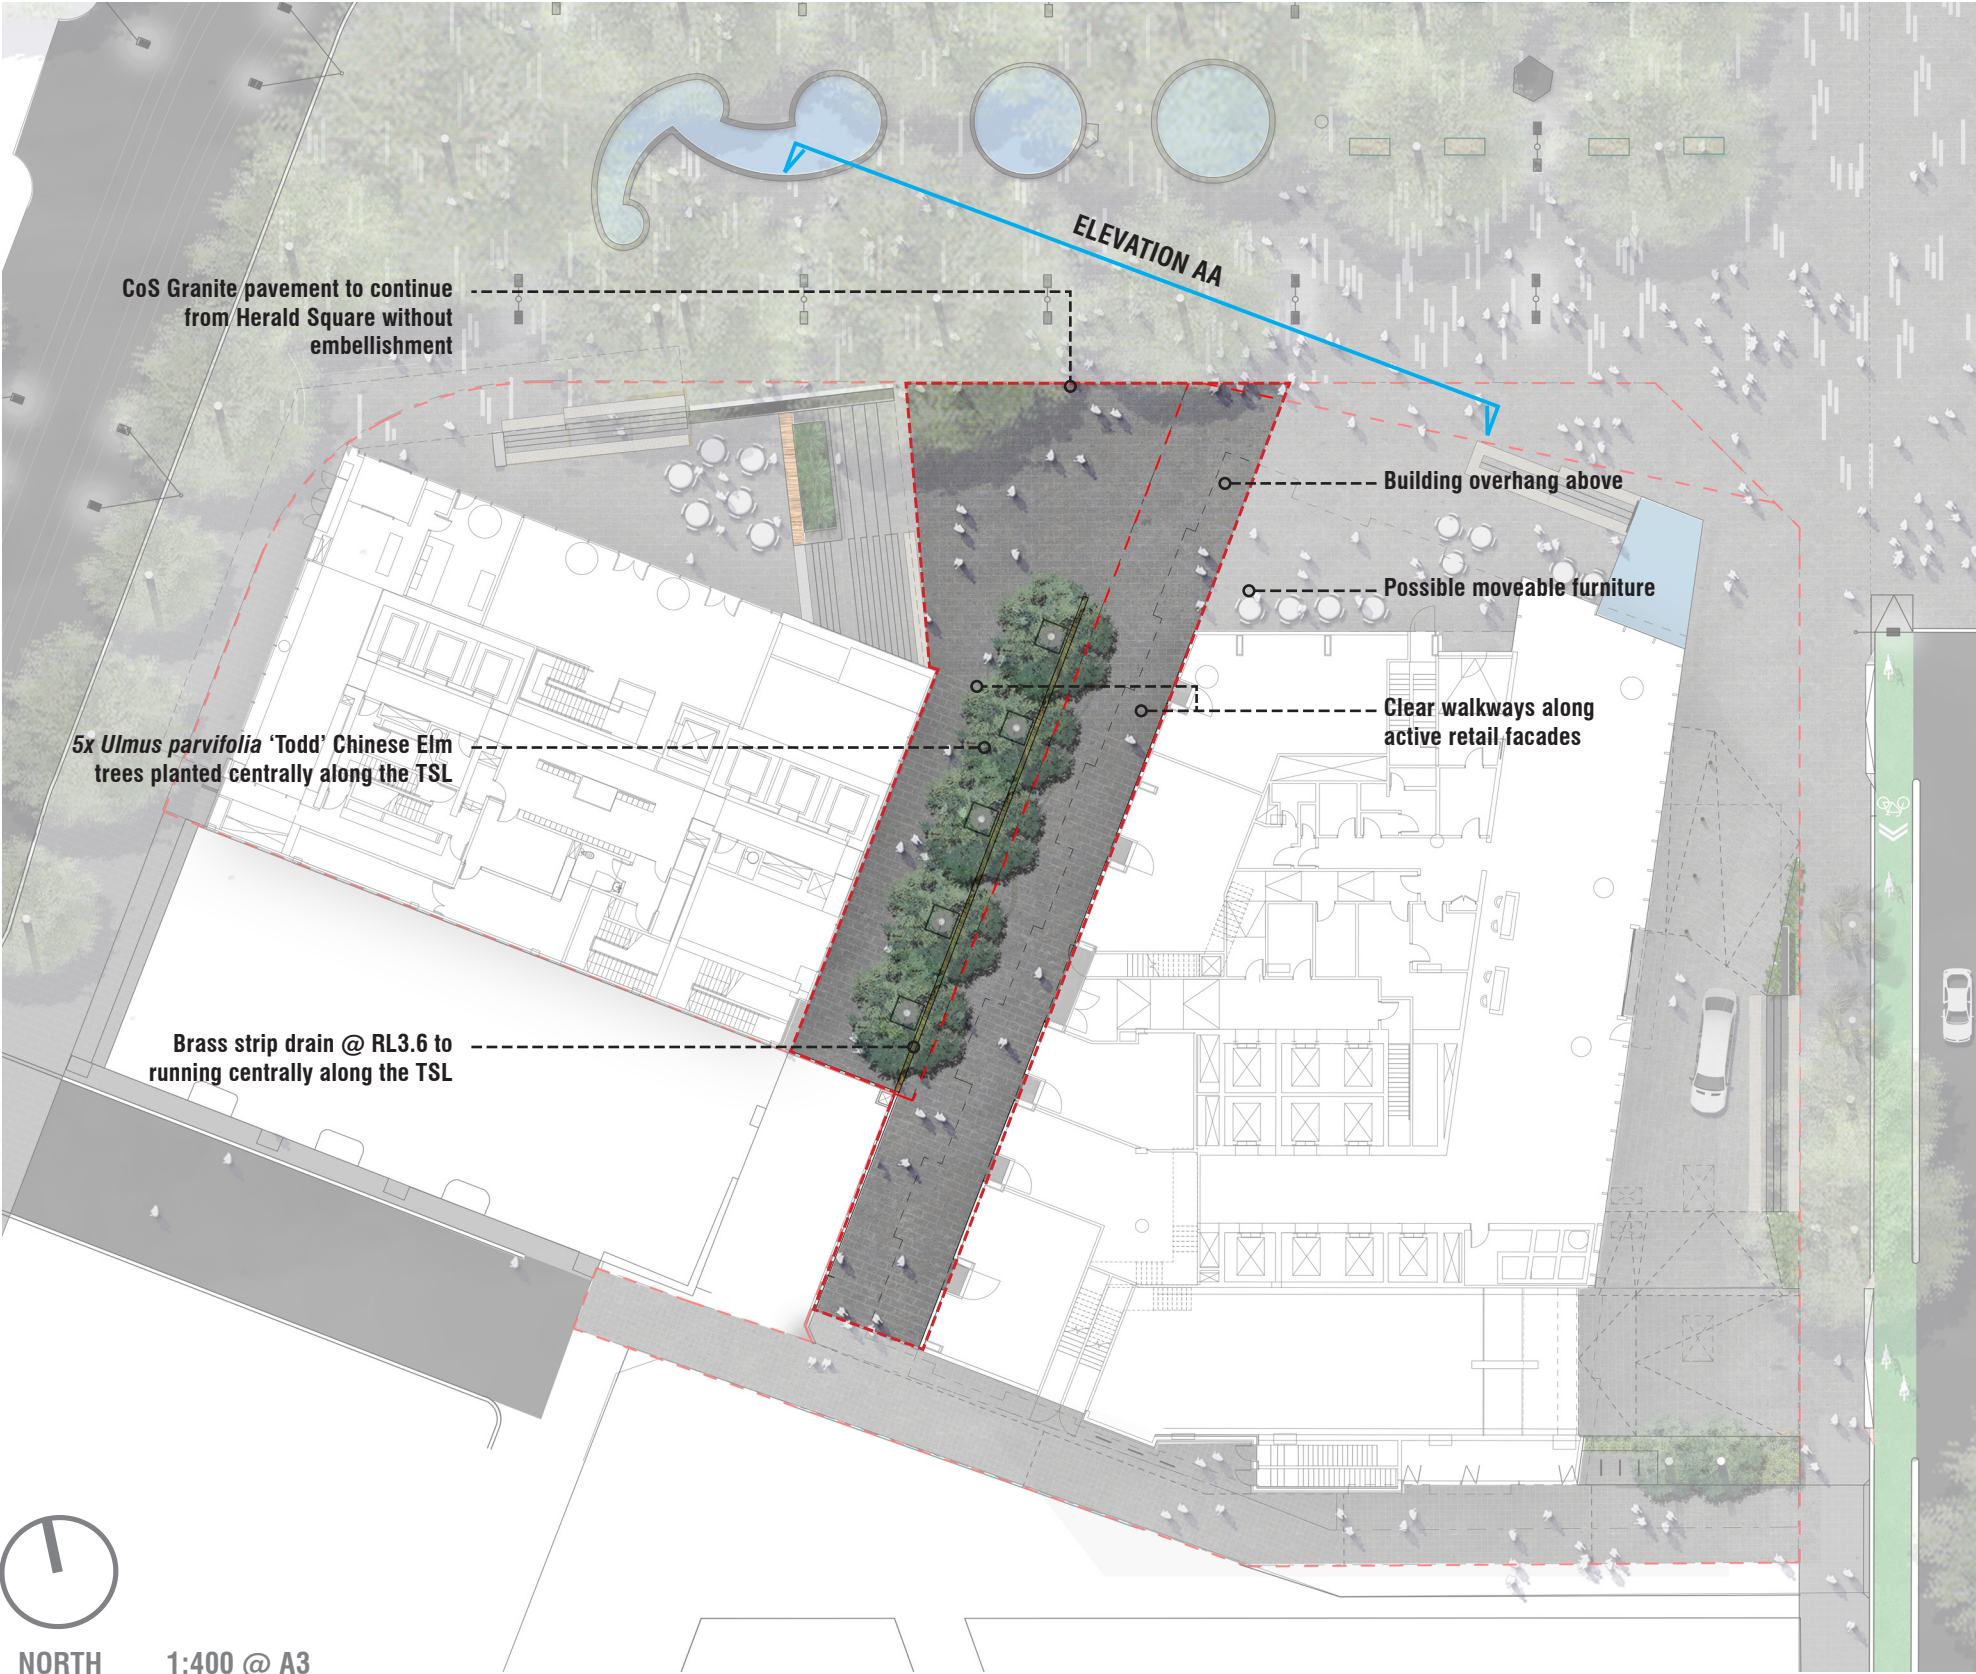 ELEVATION AA
CoS Granite pavement to continue
from Herald Square without
embellishment
Building overhang above
Possible moveable furniture
Clear walkways along
active retail facades
5x Ulmus parvifolia ‘Todd’ Chinese Elm
trees planted centrally along the TSL
Brass strip drain @ RL3.6 to
running centrally along the TSL
NORTH
1:400 @ A3